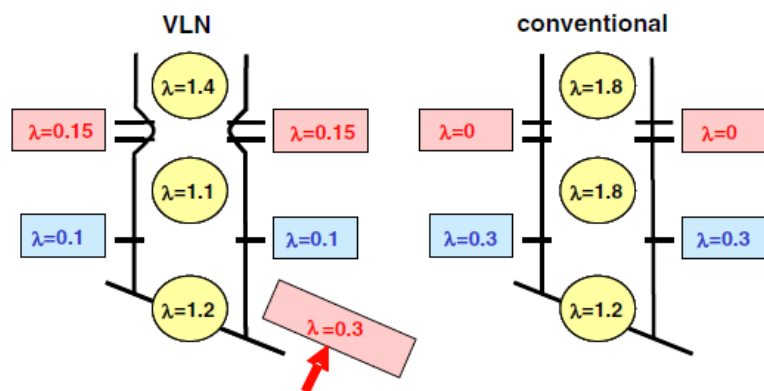 VLN conventional
λ=1.4 λ=1.8
λ=0.15 λ=0.15 λ=0 λ=0
λ=1.1 λ=1.8
λ=0.1 λ=0.1 λ=0.3 λ=0.3
λ=1.2 λ=0.3 λ=1.2